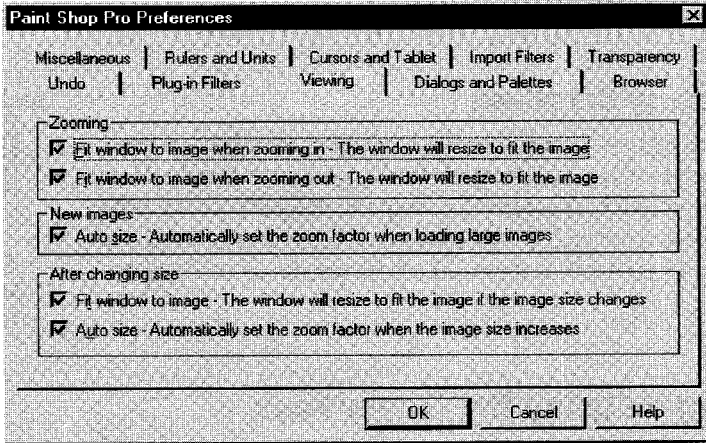 Paint Shop Pro Preferences
Miscellaneous Rulers and Units Cursors and Tablet Import Filters Transparency
Undo Plug-in Filters Viewing Dialogs and Palettes Browser
Zooming
Fit window to image when zooming in - The window will resize to fit the image
Fit window to image when zooming out - The window will resize to fit the image
New images
Auto size - Automatically set the zoom factor when loading large images
After changing size
Fit window to image - The window will resize to fit the image if the image size changes
Auto size - Automatically set the zoom factor when the image size increases
OK Cancel Help